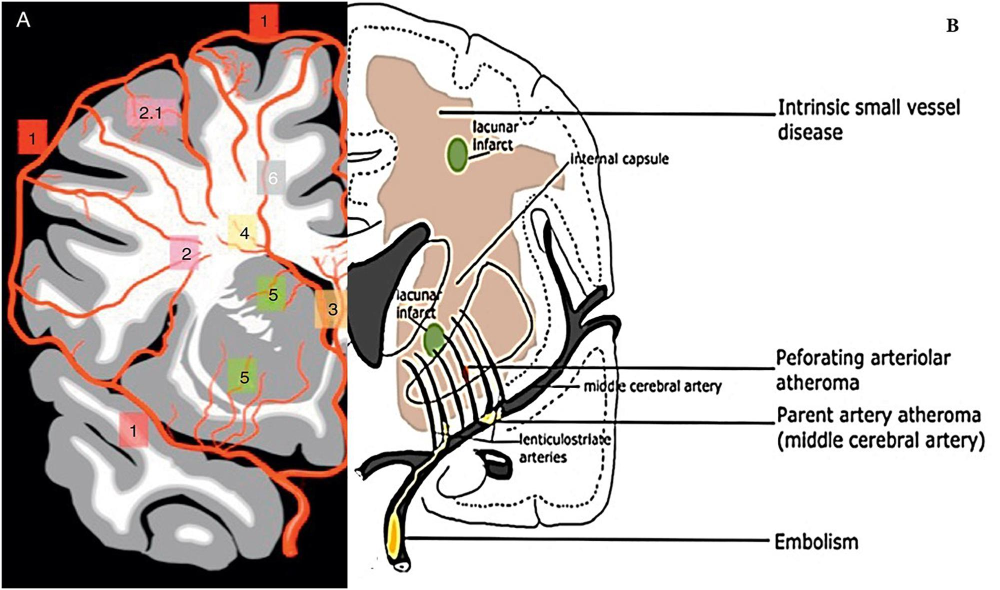 A
1
2.1
1
6
4
2
5
3
5
1
B
Intrinsic small vessel
disease
lacunar
infarct
internal capsule
lacunar
infarct
Peforating arteriolar
atheroma
middle cerebral artery
Parent artery atheroma
(middle cerebral artery)
lenticulostriate
arteries
Embolism